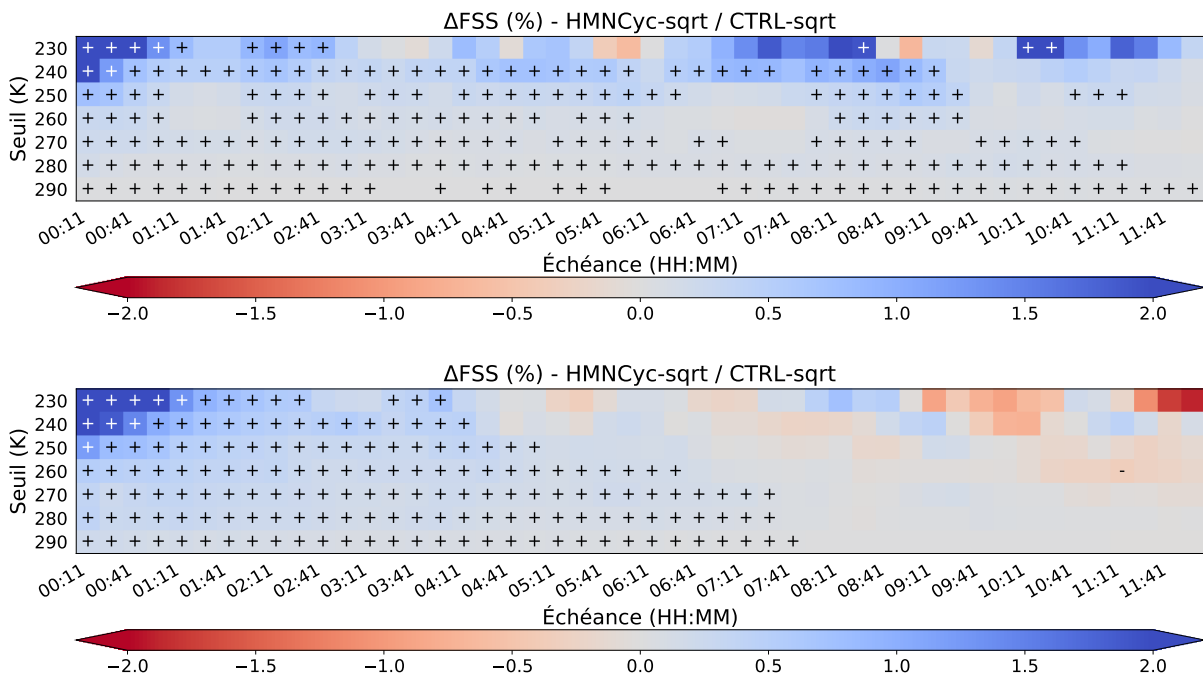 ΔFSS (%) - HMNCyc-sqrt / CTRL-sqrt
Seuil (K)
230
240
250
260
270
280
290
00:11 00:41 01:11 01:41 02:11 02:41 03:11 03:41 04:11 04:41 05:11 05:41 06:11 06:41 07:11 07:41 08:11 08:41 09:11 09:41 10:11 10:41 11:11 11:41
Échéance (HH:MM)
−2.0 −1.5 −1.0 −0.5 0.0 0.5 1.0 1.5 2.0
ΔFSS (%) - HMNCyc-sqrt / CTRL-sqrt
Seuil (K)
230
240
250
260
270
280
290
00:11 00:41 01:11 01:41 02:11 02:41 03:11 03:41 04:11 04:41 05:11 05:41 06:11 06:41 07:11 07:41 08:11 08:41 09:11 09:41 10:11 10:41 11:11 11:41
Échéance (HH:MM)
−2.0 −1.5 −1.0 −0.5 0.0 0.5 1.0 1.5 2.0